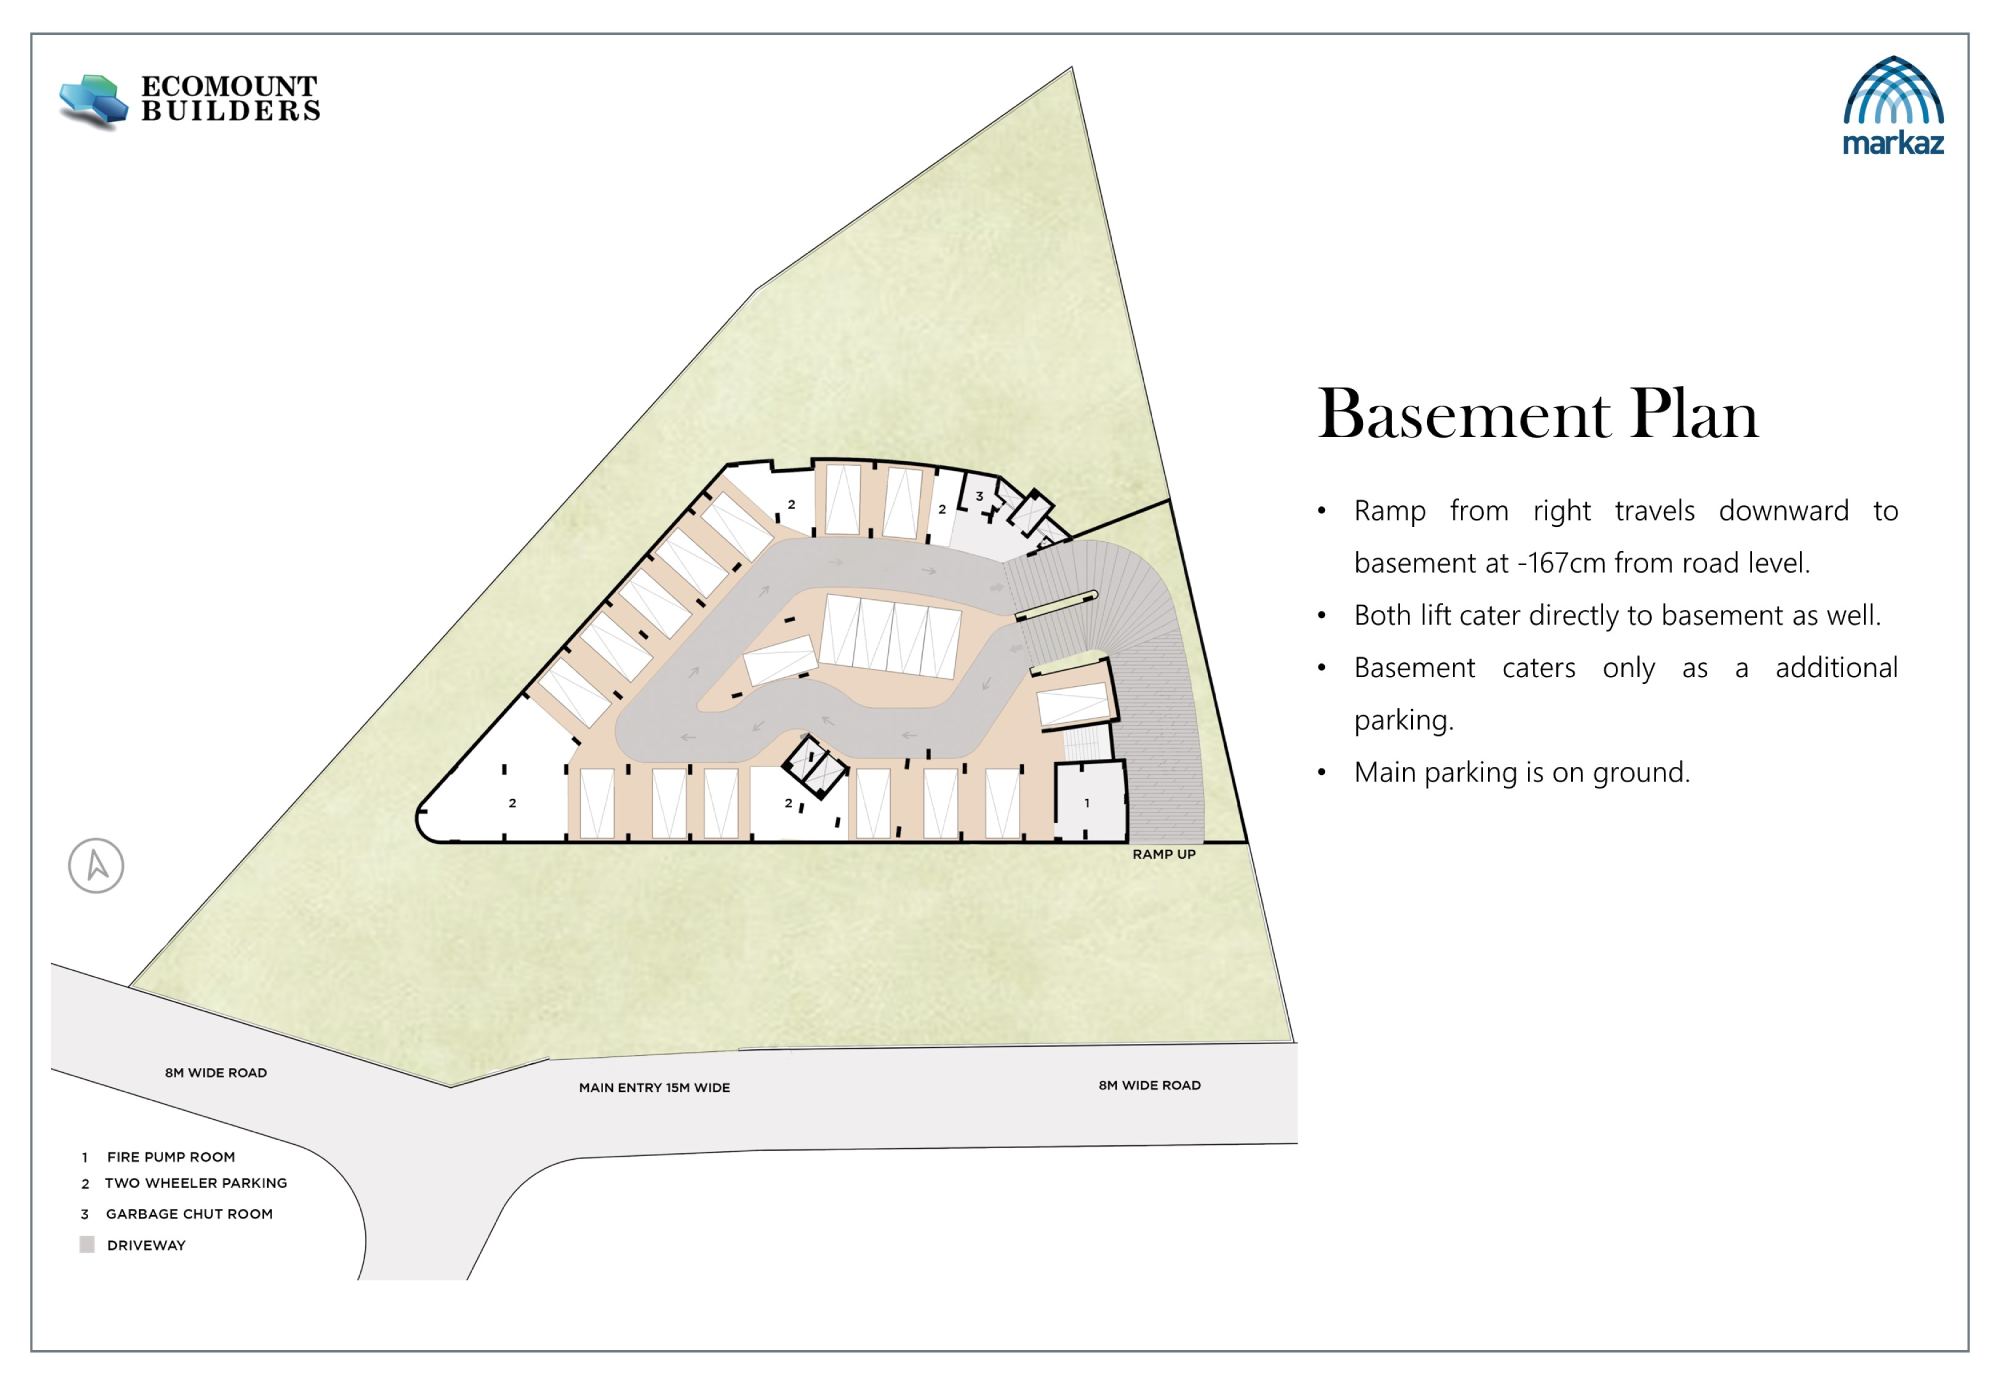 ECOMOUNT
BUILDERS
markaz
Basement Plan
• Ramp from right travels downward to
basement at -167cm from road level.
• Both lift cater directly to basement as well.
• Basement caters only as a additional
parking.
• Main parking is on ground.
2
2
3
2
2
1
RAMP UP
8M WIDE ROAD
MAIN ENTRY 15M WIDE
8M WIDE ROAD
1 FIRE PUMP ROOM
2 TWO WHEELER PARKING
3 GARBAGE CHUT ROOM
DRIVEWAY